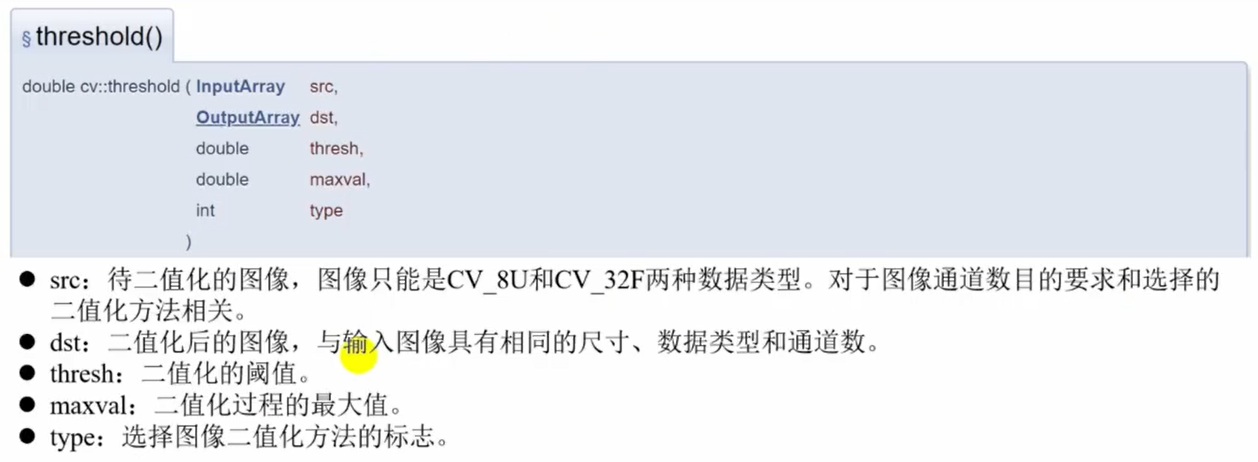 § threshold()
double cv::threshold ( InputArray src,
OutputArray dst,
double thresh,
double maxval,
int type
)
● src：待二值化的图像，图像只能是CV_8U和CV_32F两种数据类型。对于图像通道数目的要求和选择的
二值化方法相关。
● dst：二值化后的图像，与输入图像具有相同的尺寸、数据类型和通道数。
● thresh：二值化的阈值。
● maxval：二值化过程的最大值。
● type：选择图像二值化方法的标志。